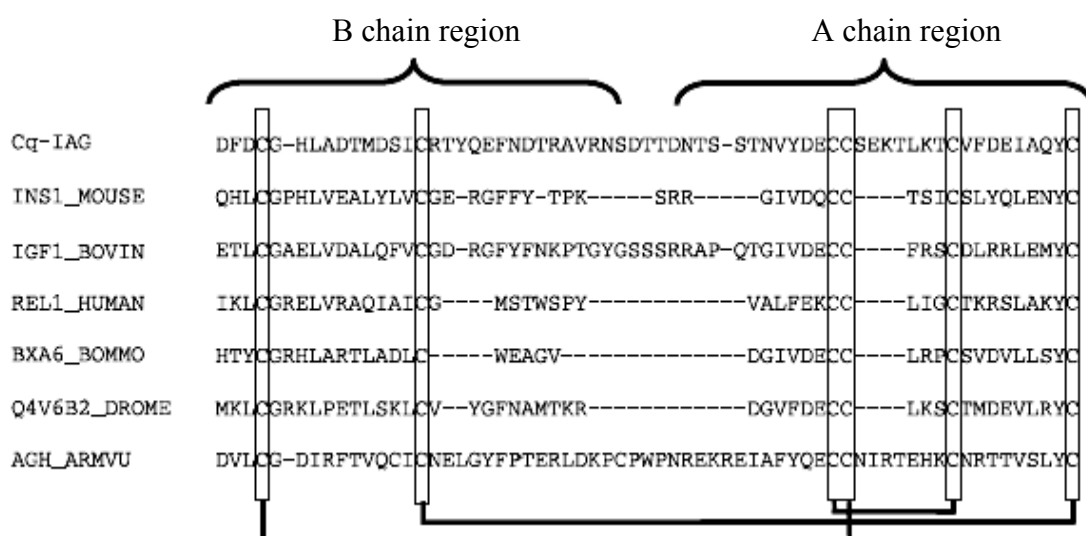 B chain region A chain region
Cq-IAG DFDCG-HLADTMDSICRTYQEFNDTRAVRNSDTTDNTS-STNVYDECCSEKTLKTCVFDEIAQYC
INS1_MOUSE QHLCGPHLVEALYLVCGE-RGFFY-TPK-----SRR-----GIVDQCC----TSICSLYQLENYC
IGF1_BOVIN ETLCGAELVDALQFVCGD-RGFYFNKPTGYGSSSRRAP-QTGIVDECC----FRSCDLRRLEMYC
REL1_HUMAN IKLCGRELVRAQIAICG----MSTWSPY------------VALFEKCC----LIGCTKRSLAKYC
BXA6_BOMMO HTYCGRHLARTLADLC-----WEAGV--------------DGIVDECC----LRPCSVDVLLSYC
Q4V6B2_DROME MKLCGRKLPETLSKLCV--YGFNAMTKR------------DGVFDECC----LKSCTMDEVLRYC
AGH_ARMVU DVLCG-DIRFTVQCICNELGYFPTERLDKPCPWPNREKREIAFYQECCNIRTEHKCNRTTVSLYC